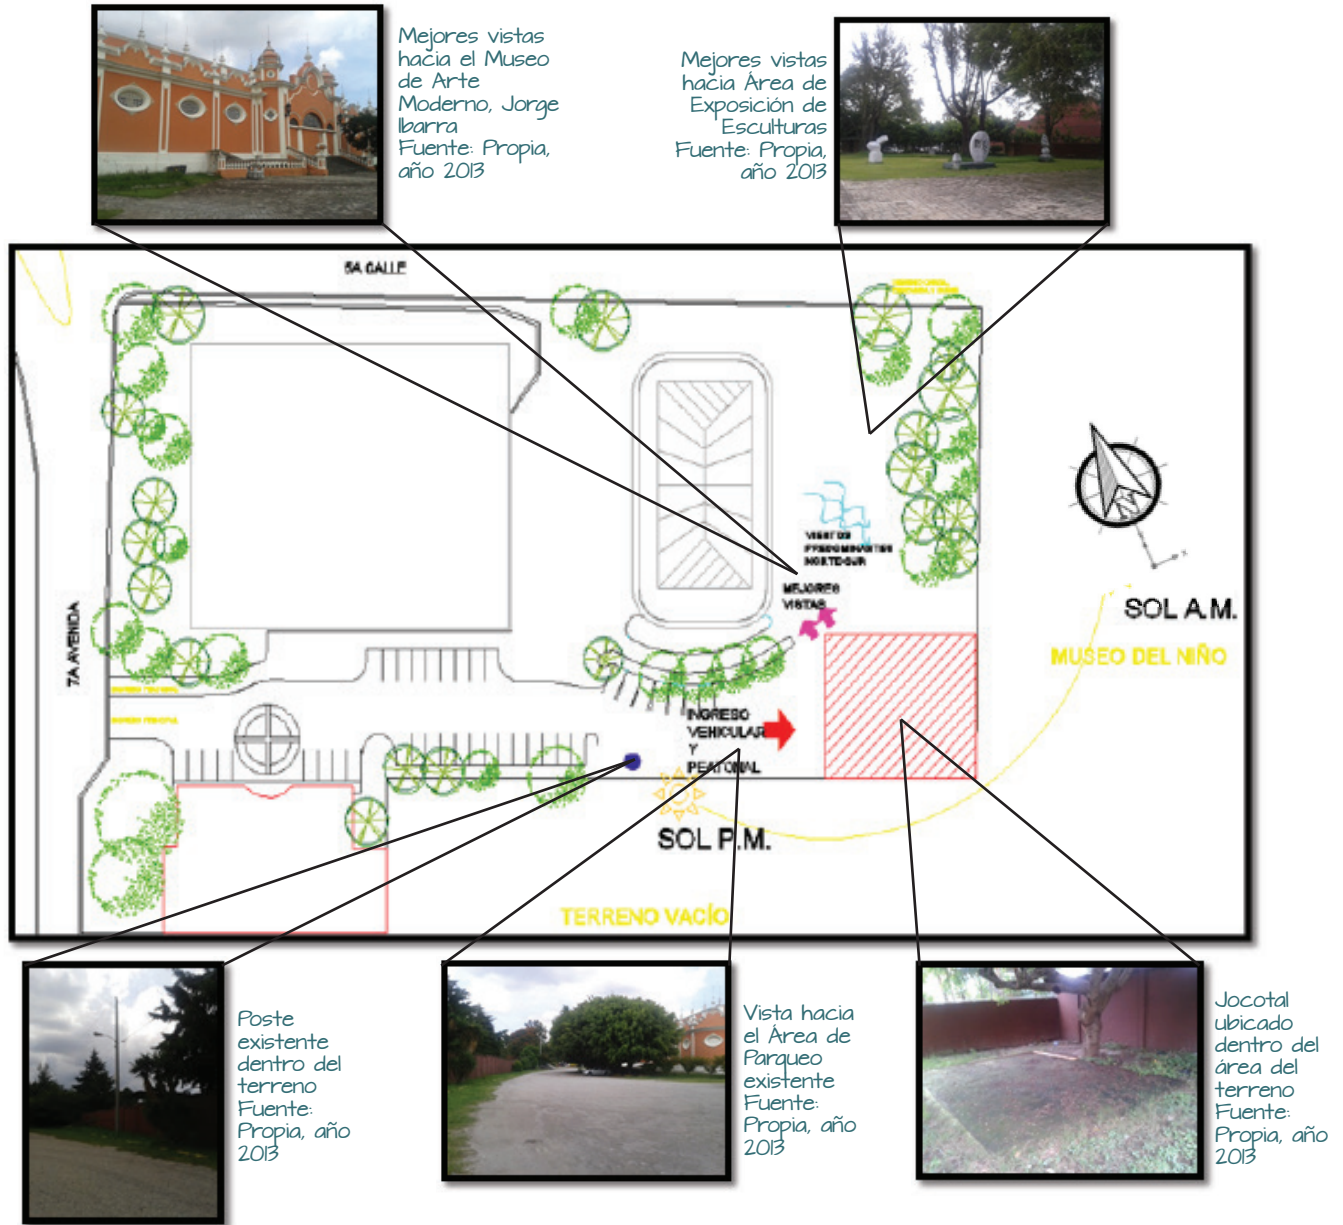 Mejores vistas
hacia el Museo
de Arte
Moderno, Jorge
Ibarra
Fuente: Propia,
año 2013
Mejores vistas
hacia Área de
Exposición de
Esculturas
Fuente: Propia,
año 2013
5A CALLE
7A AVENIDA
VIENTOS
PREDOMINANTES
NORTE-SUR
MEJORES
VISTAS
N
SOL A.M.
MUSEO DEL NIÑO
INGRESO
VEHICULAR
Y
PEATONAL
SOL P.M.
TERRENO VACÍO
Poste
existente
dentro del
terreno
Fuente:
Propia, año
2013
Vista hacia
el Área de
Parqueo
existente
Fuente:
Propia, año
2013
Jocotal
ubicado
dentro del
área del
terreno
Fuente:
Propia, año
2013